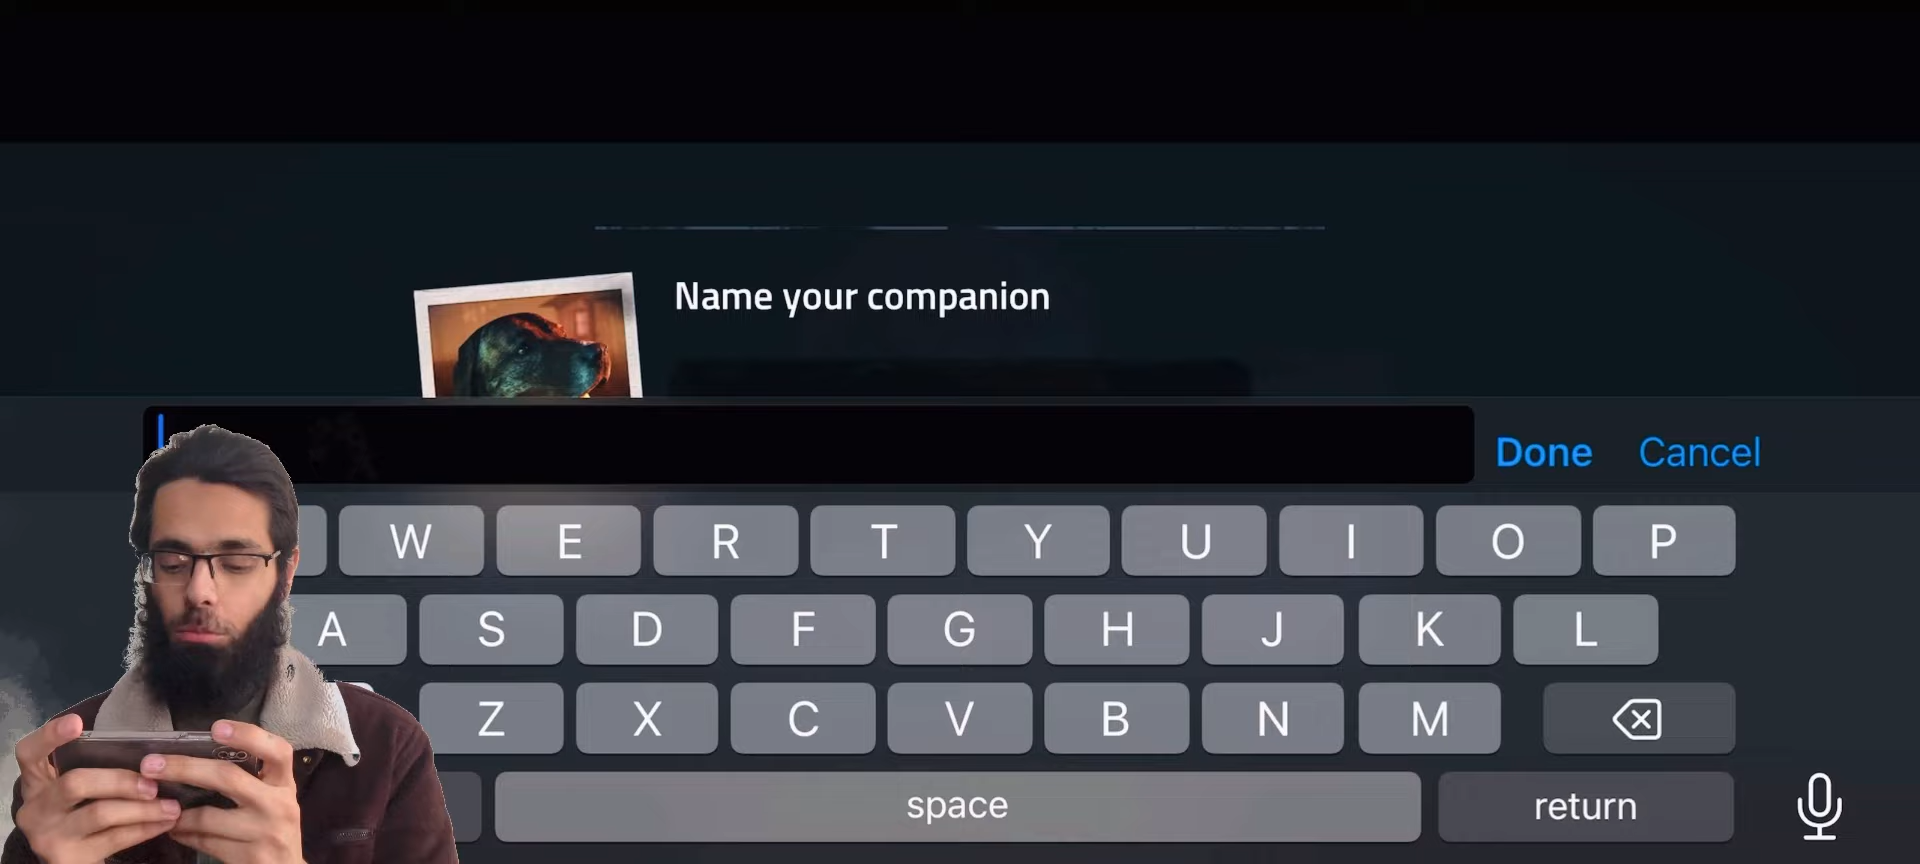 Name your companion
Done Cancel
W E R T Y U I O P
A S D F G H J K L
Z X C V B N M
space return